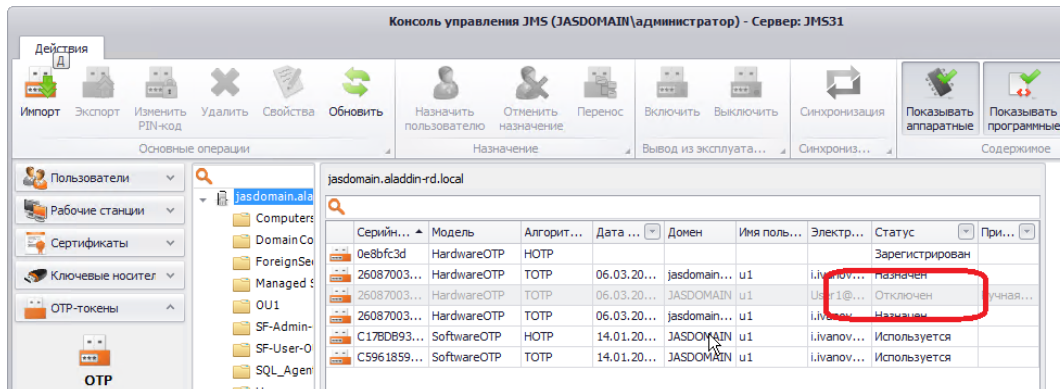 Консоль управления JMS (JASDOMAIN\администратор) - Сервер: JMS31
Действия
Д
Импорт Экспорт Изменить PIN-код Удалить Свойства Обновить Назначить пользователю Отменить назначение Перенос Включить Выключить Синхронизация Показывать аппаратные Показывать программные
Основные операции Назначение Вывод из эксплуата... Синхрониз... Содержимое
Пользователи
Рабочие станции
Сертификаты
Ключевые носител
OTP-токены
OTP
jasdomain.ala
Computers
Domain Co
ForeignSe
Managed S
OU1
SF-Admin-
SF-User-O
SQL_Agen
jasdomain.aladdin-rd.local
Серийн... Модель Алгорит... Дата ... Домен Имя поль... Электр... Статус При...
0e8bfc3d HardwareOTP HOTP Зарегистрирован
26087003... HardwareOTP TOTP 06.03.20... jasdomain... u1 i.ivanov... Назначен
26087003... HardwareOTP TOTP 06.03.20... JASDOMAIN u1 User1@... Отключен Ручная...
26087003... HardwareOTP TOTP 06.03.20... jasdomain... u1 i.ivanov... Назначен
C17BDB93... SoftwareOTP HOTP 14.01.20... JASDOMAIN u1 i.ivanov... Используется
C5961859... SoftwareOTP TOTP 14.01.20... JASDOMAIN u1 i.ivanov... Используется